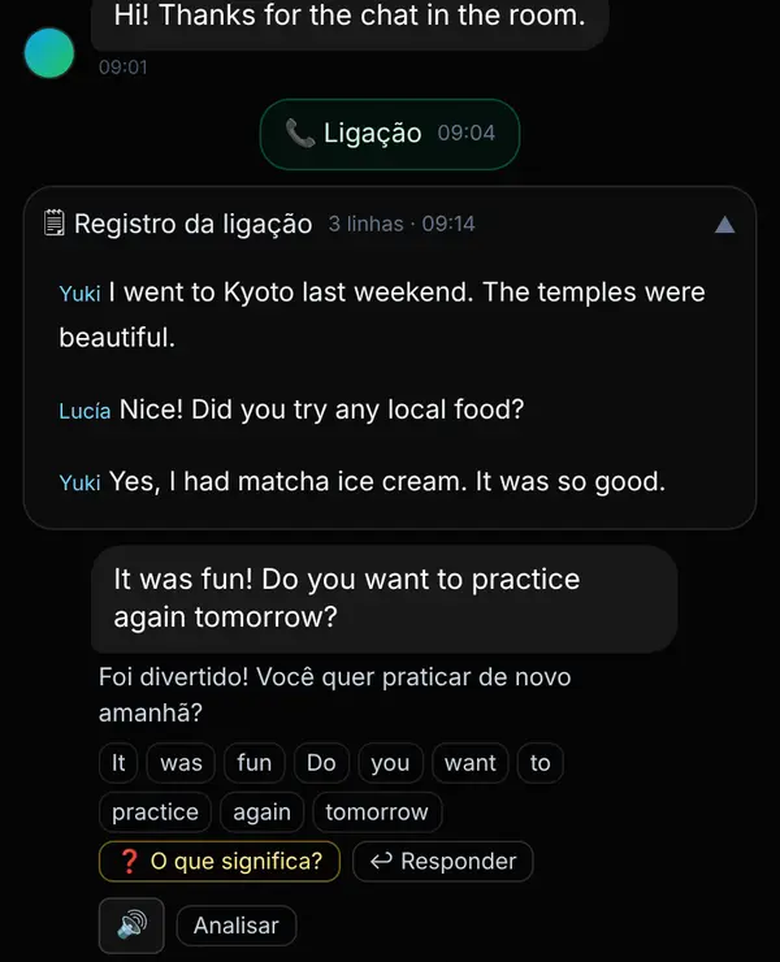 Hi! Thanks for the chat in the room.
09:01
Ligação 09:04
Registro da ligação 3 linhas · 09:14
Yuki I went to Kyoto last weekend. The temples were
beautiful.
Lucía Nice! Did you try any local food?
Yuki Yes, I had matcha ice cream. It was so good.
It was fun! Do you want to practice
again tomorrow?
Foi divertido! Você quer praticar de novo
amanhã?
It was fun Do you want to
practice again tomorrow
❓ O que significa? ↩ Responder
Analisar